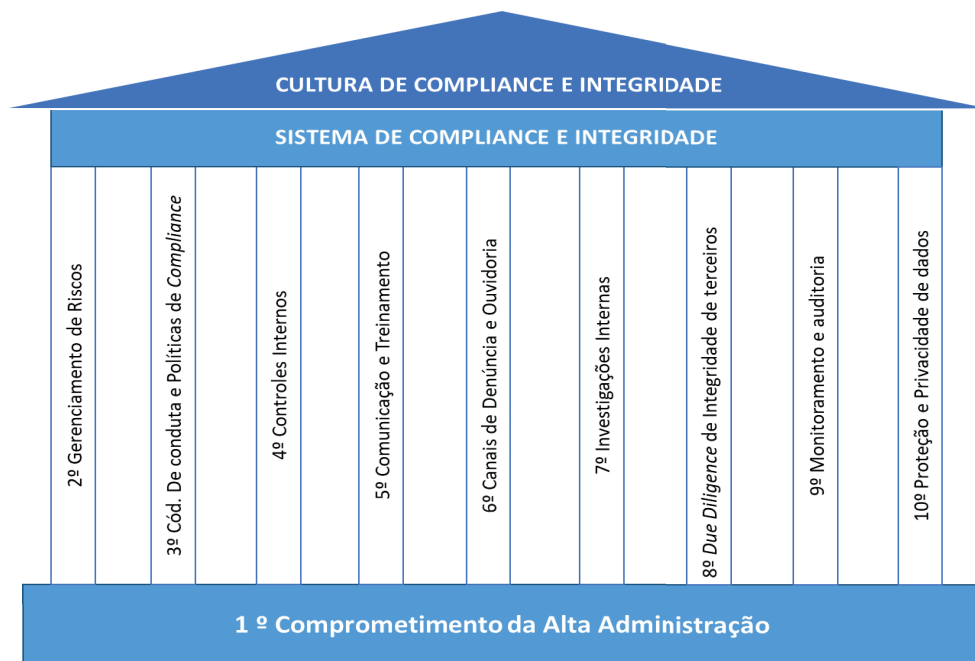 CULTURA DE COMPLIANCE E INTEGRIDADE
SISTEMA DE COMPLIANCE E INTEGRIDADE
2º Gerenciamento de Riscos
3º Cód. De conduta e Políticas de Compliance
4º Controles Internos
5º Comunicação e Treinamento
6º Canais de Denúncia e Ouvidoria
7º Investigações Internas
8º Due Diligence de Integridade de terceiros
9º Monitoramento e auditoria
10º Proteção e Privacidade de dados
1 º Comprometimento da Alta Administração